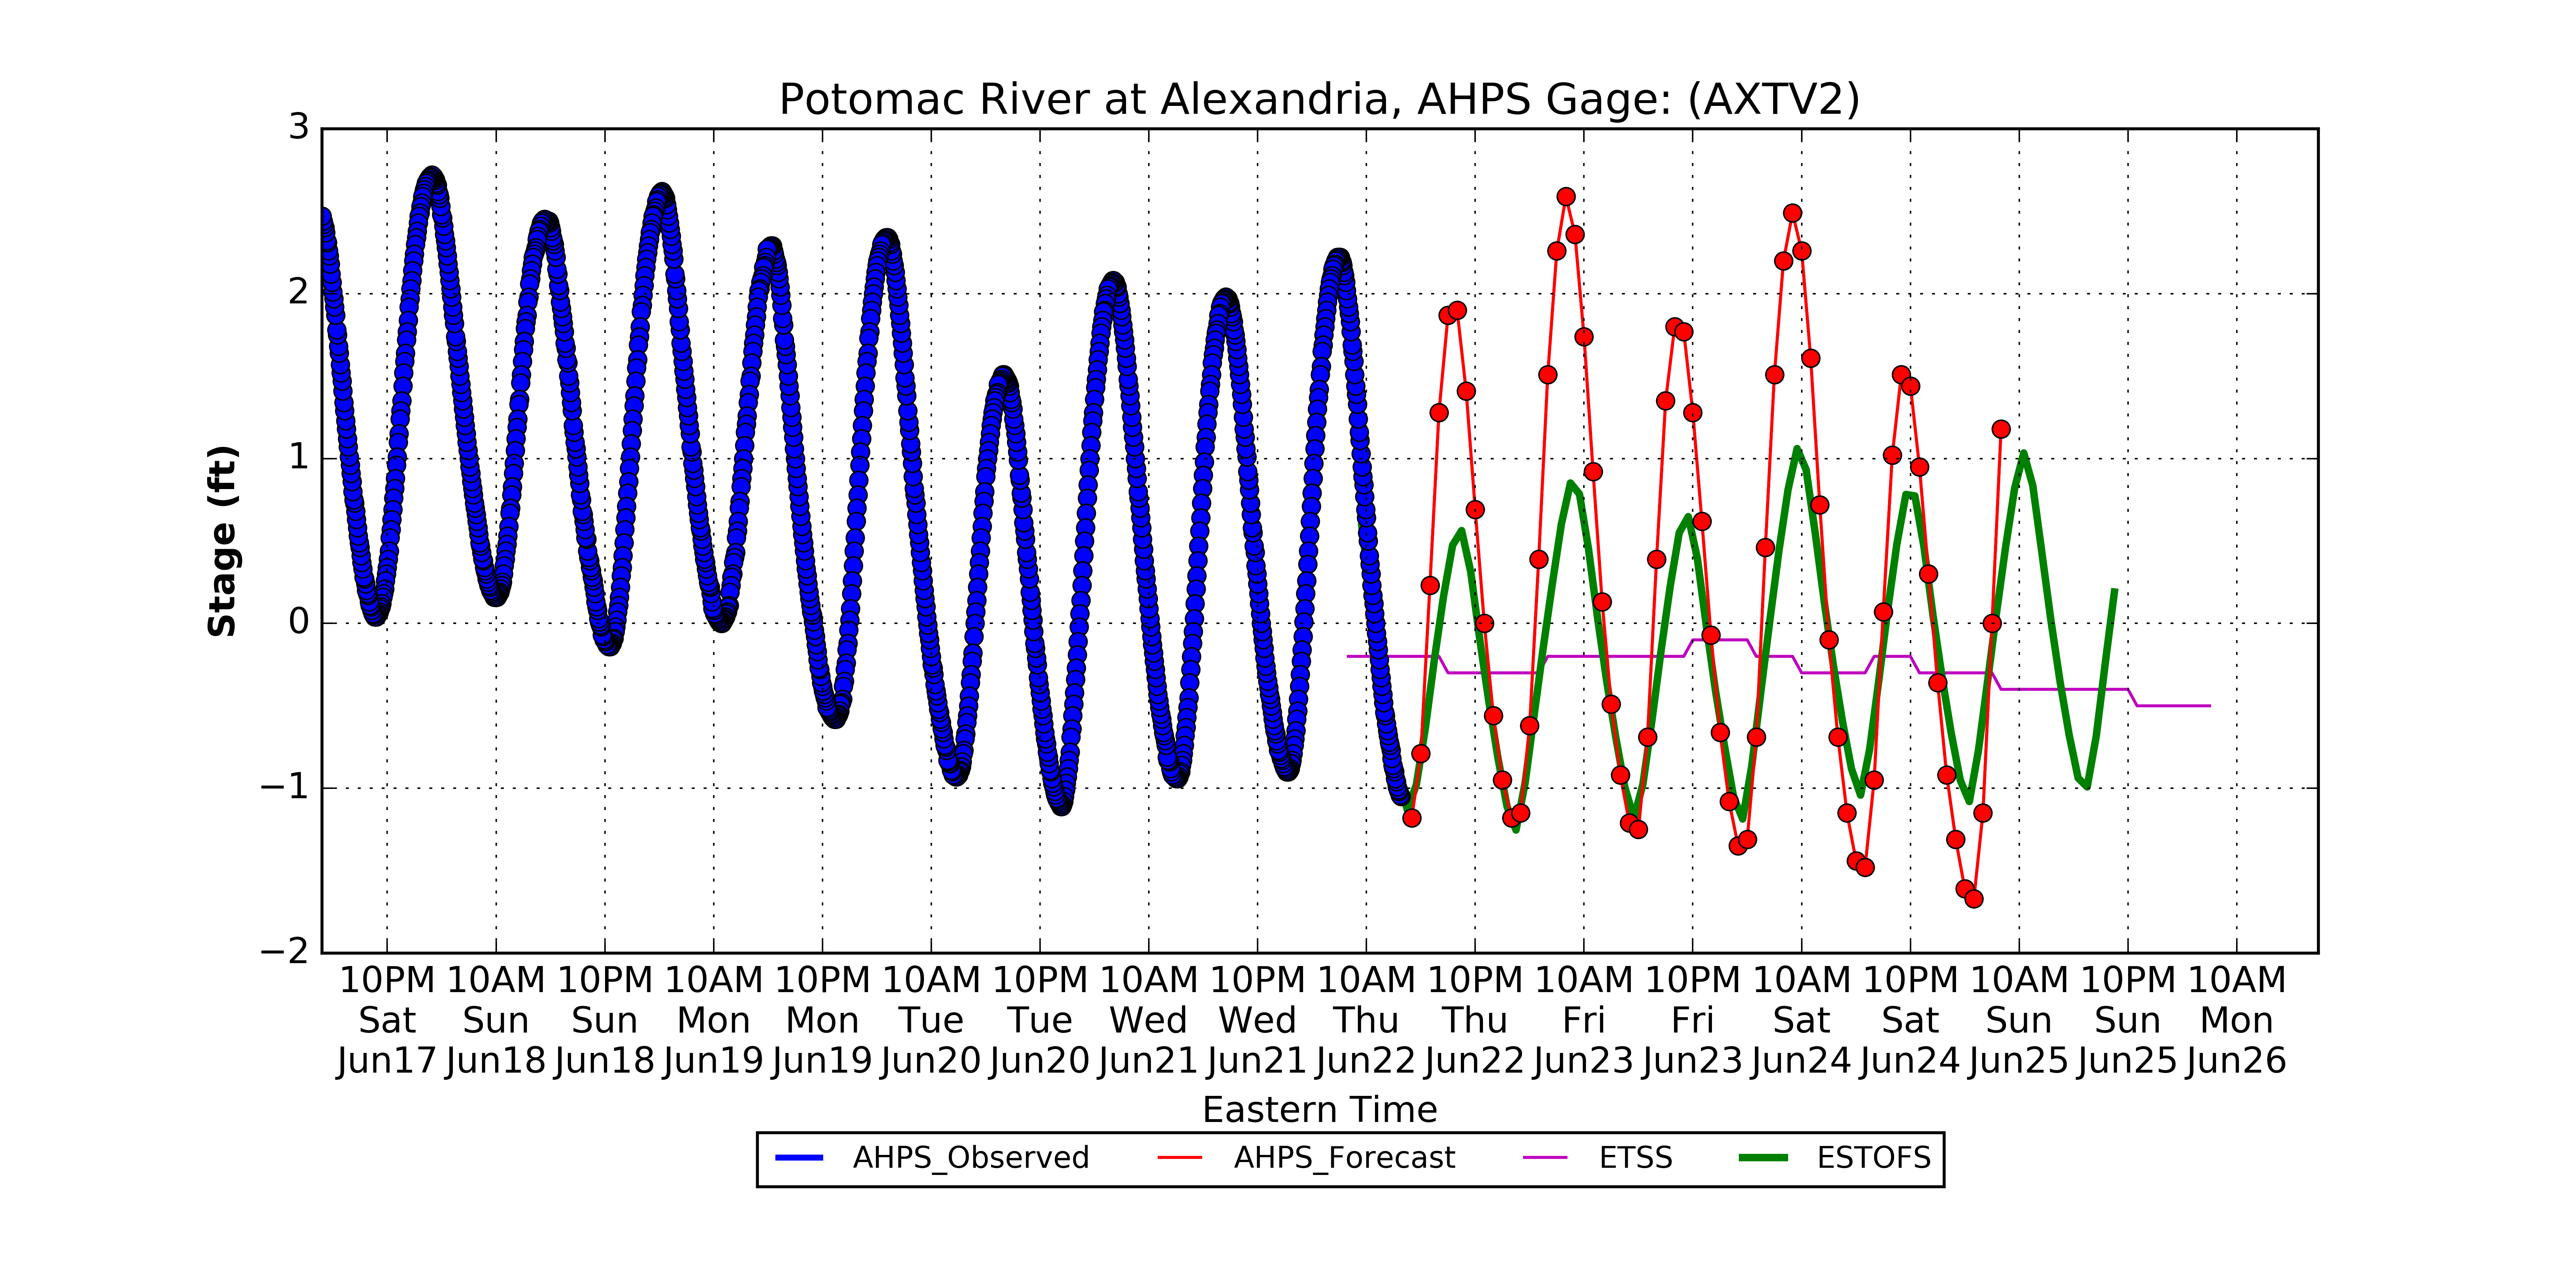 Potomac River at Alexandria, AHPS Gage: (AXTV2)
3
2
1
0
−1
−2
Stage (ft)
10PM 10AM 10PM 10AM 10PM 10AM 10PM 10AM 10PM 10AM 10PM 10AM 10PM 10AM 10PM 10AM 10PM 10AM
Sat Sun Sun Mon Mon Tue Tue Wed Wed Thu Thu Fri Fri Sat Sat Sun Sun Mon
Jun17 Jun18 Jun18 Jun19 Jun19 Jun20 Jun20 Jun21 Jun21 Jun22 Jun22 Jun23 Jun23 Jun24 Jun24 Jun25 Jun25 Jun26
Eastern Time
AHPS_Observed AHPS_Forecast ETSS ESTOFS